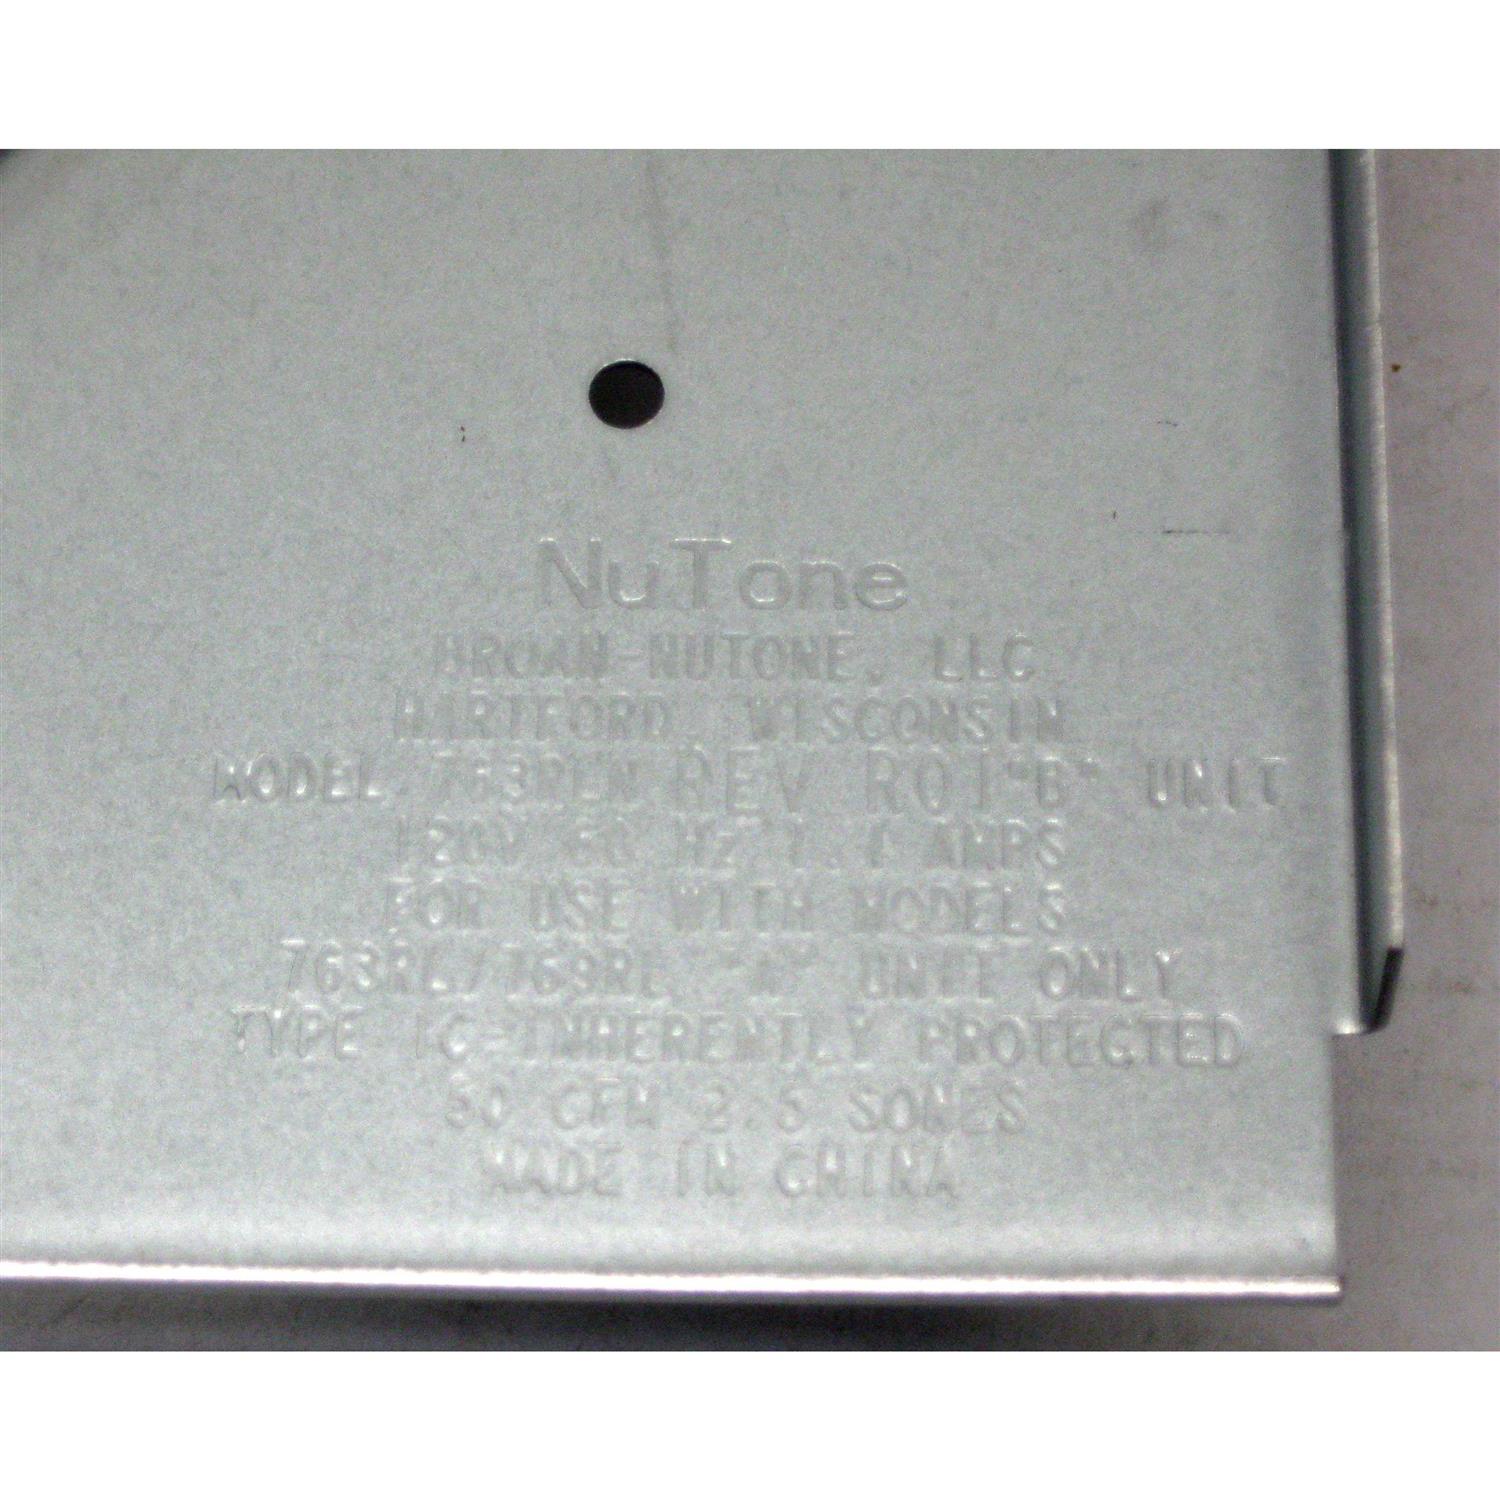 NuTone
BROAN-NUTONE, LLC
HARTFORD, WISCONSIN
MODEL 763RLN REV R01 "B" UNIT
120V 60 Hz 1.1 AMPS
FOR USE WITH MODELS
763RL/769RL "A" UNIT ONLY
TYPE IC-INHERENTLY PROTECTED
50 CFM 2.5 SONES
MADE IN CHINA